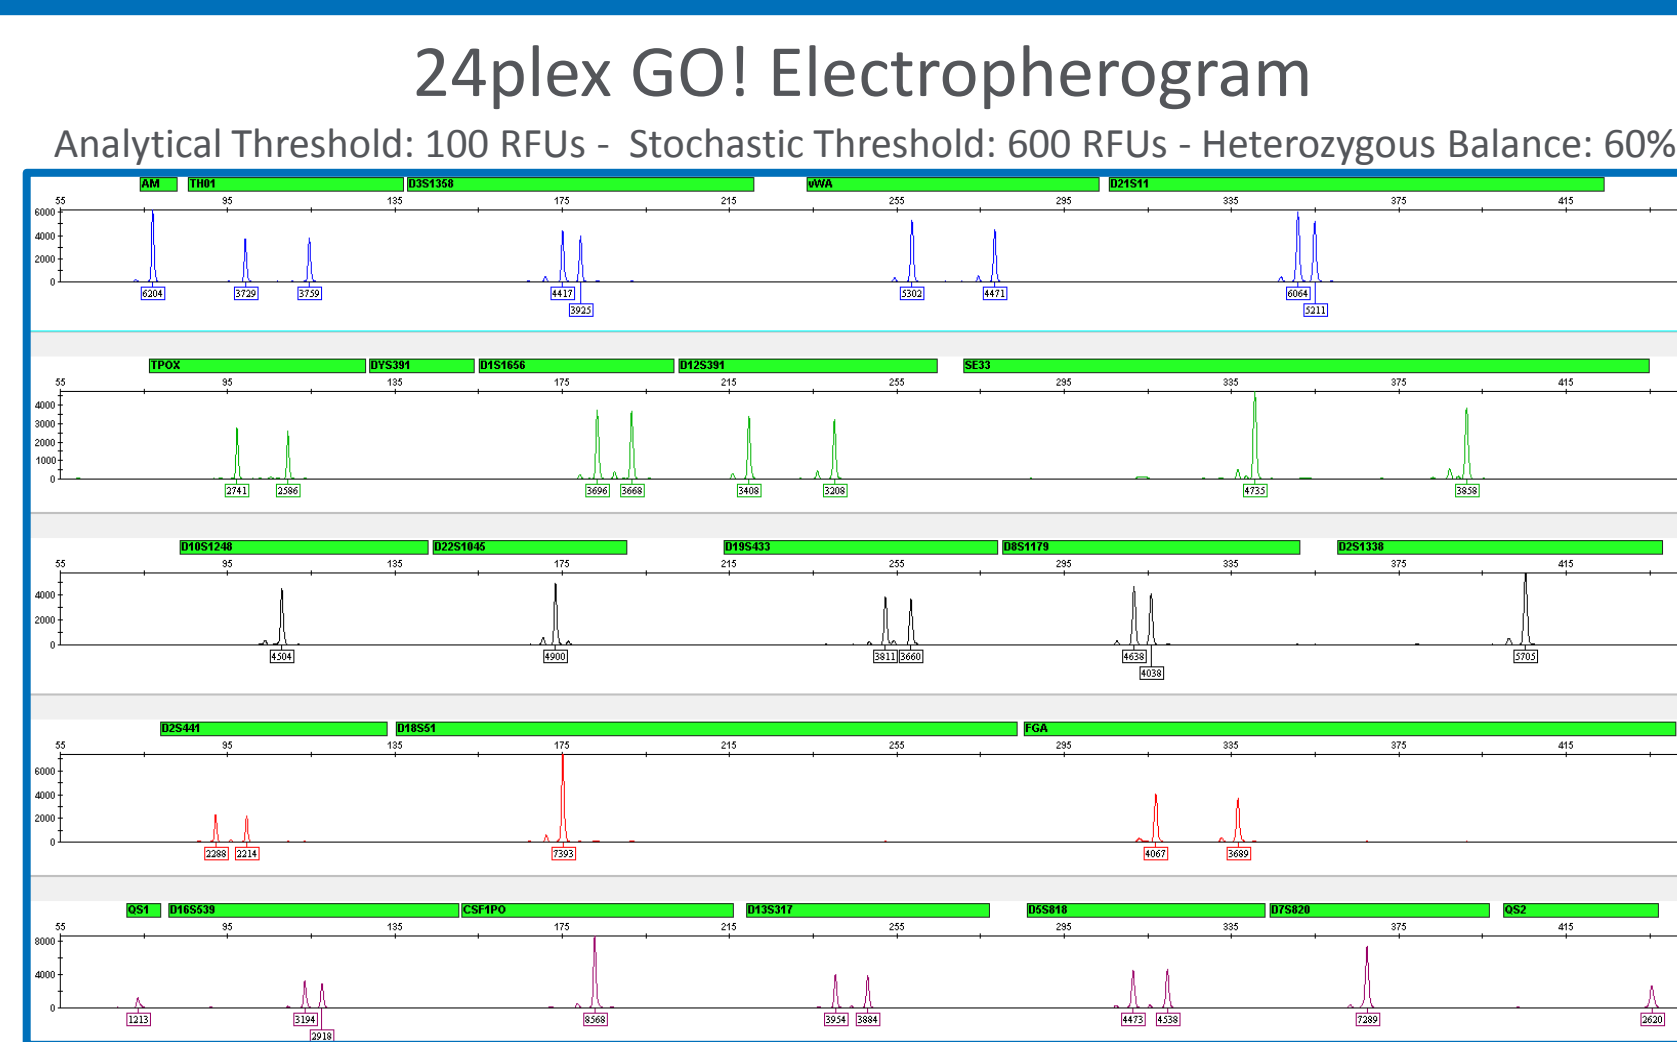 24plex GO! Electropherogram
Analytical Threshold: 100 RFUs - Stochastic Threshold: 600 RFUs - Heterozygous Balance: 60%
AM TH01 D3S1358 vWA D21S11
55 95 135 175 215 255 295 335 375 415
6000
4000
2000
0
6204 3729 3759 4417 5302 4471 6064
3925 5211
TPOX DYS391 D1S1656 D12S391 SE33
55 95 135 175 215 255 295 335 375 415
4000
3000
2000
1000
0
2741 2586 3696 3668 3408 3208 4735 3858
D10S1248 D22S1045 D19S433 D8S1179 D2S1338
55 95 135 175 215 255 295 335 375 415
4000
2000
0
4504 4900 3811 3660 4638 5705
4038
D2S441 D18S51 FGA
55 95 135 175 215 255 295 335 375 415
6000
4000
2000
0
2288 2214 7393 4067 3689
QS1 D16S539 CSF1PO D13S317 D5S818 D7S820 QS2
55 95 135 175 215 255 295 335 375 415
8000
4000
0
1213 3194 8568 3954 3884 4473 4538 7289 2620
2918